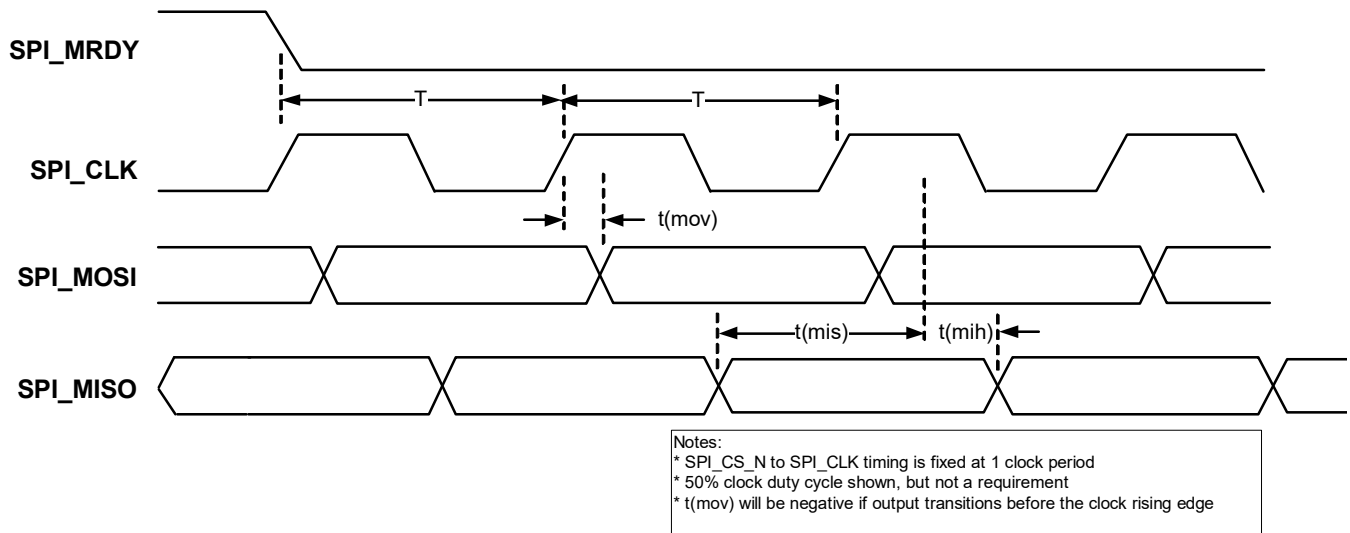 SPI_MRDY
T
T
SPI_CLK
t(mov)
SPI_MOSI
t(mis)
t(mih)
SPI_MISO
Notes:
* SPI_CS_N to SPI_CLK timing is fixed at 1 clock period
* 50% clock duty cycle shown, but not a requirement
* t(mov) will be negative if output transitions before the clock rising edge